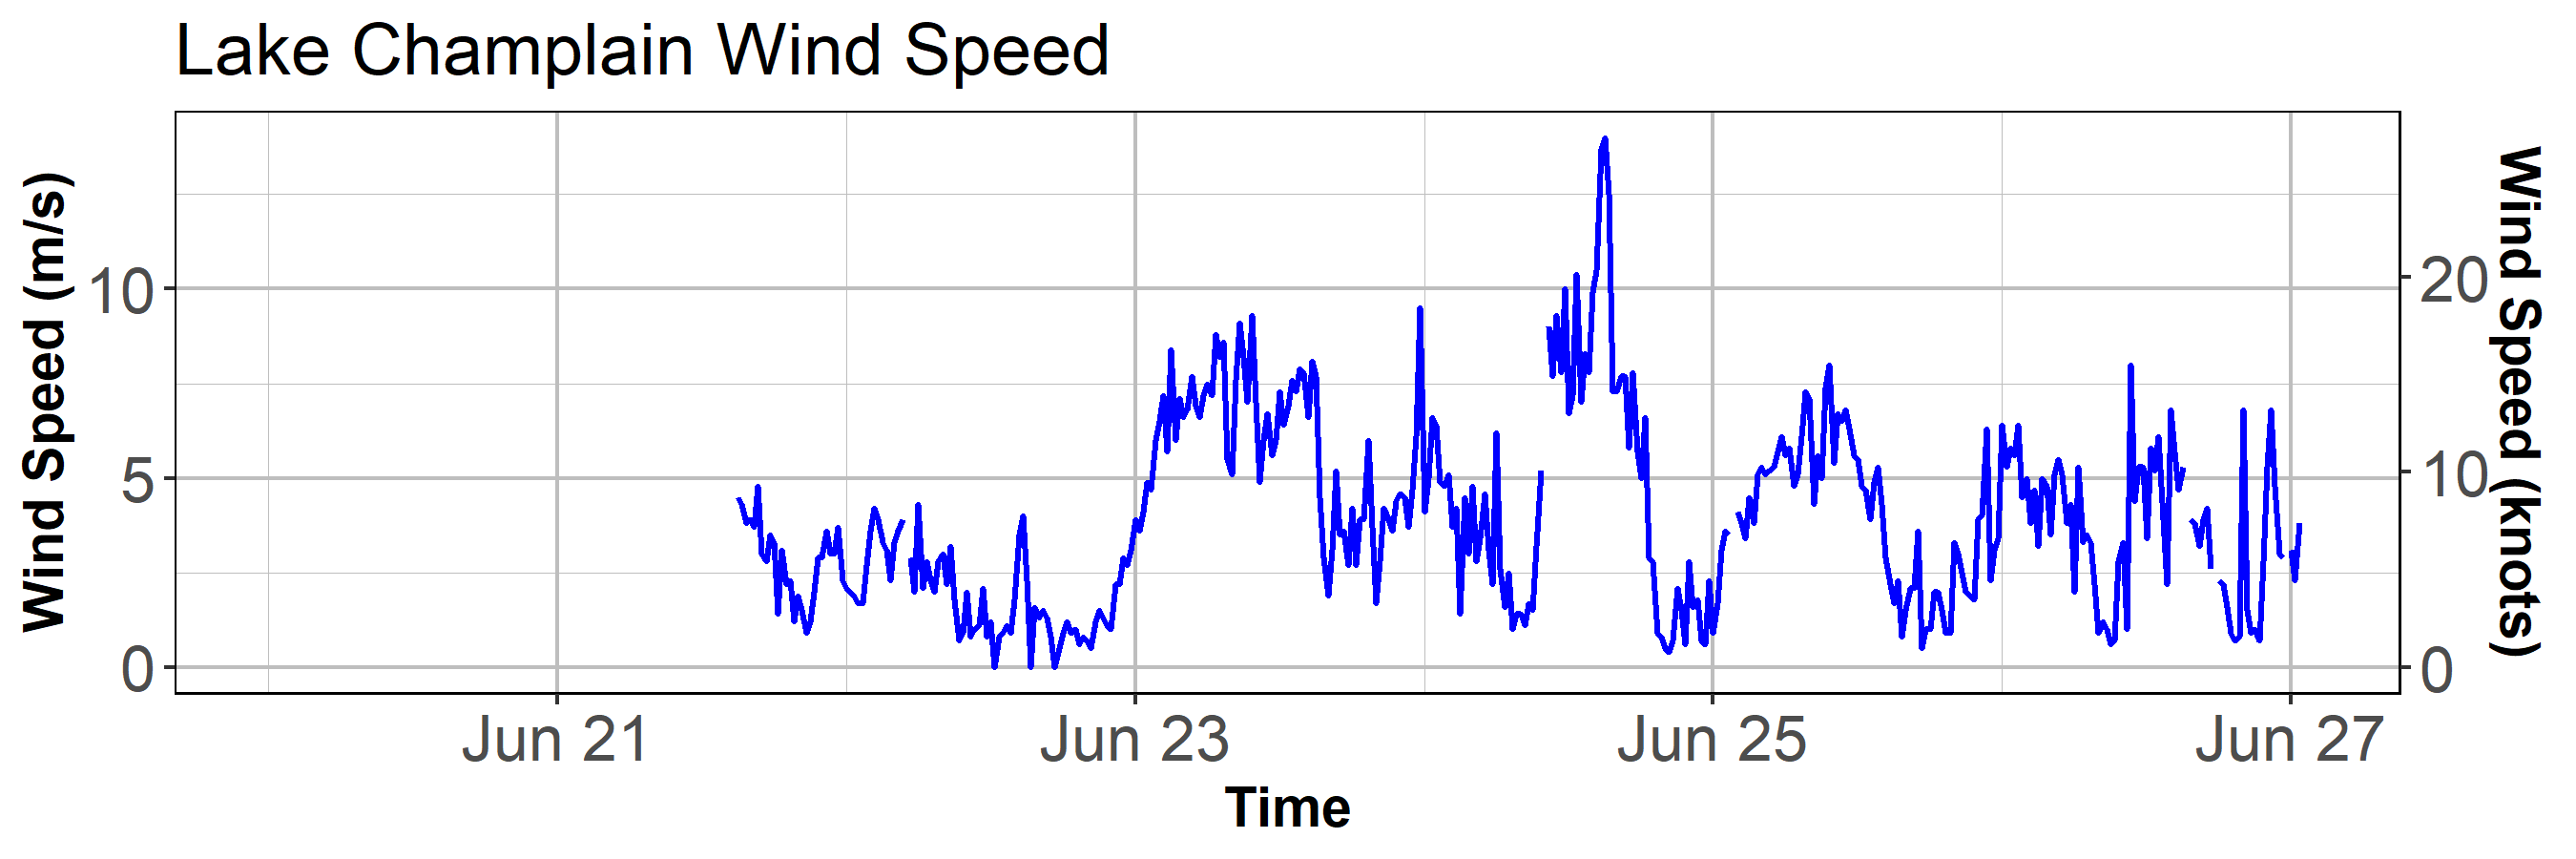 Lake Champlain Wind Speed
Wind Speed (m/s)
10
5
0
20
10
0
Wind Speed (knots)
Jun 21
Jun 23
Jun 25
Jun 27
Time